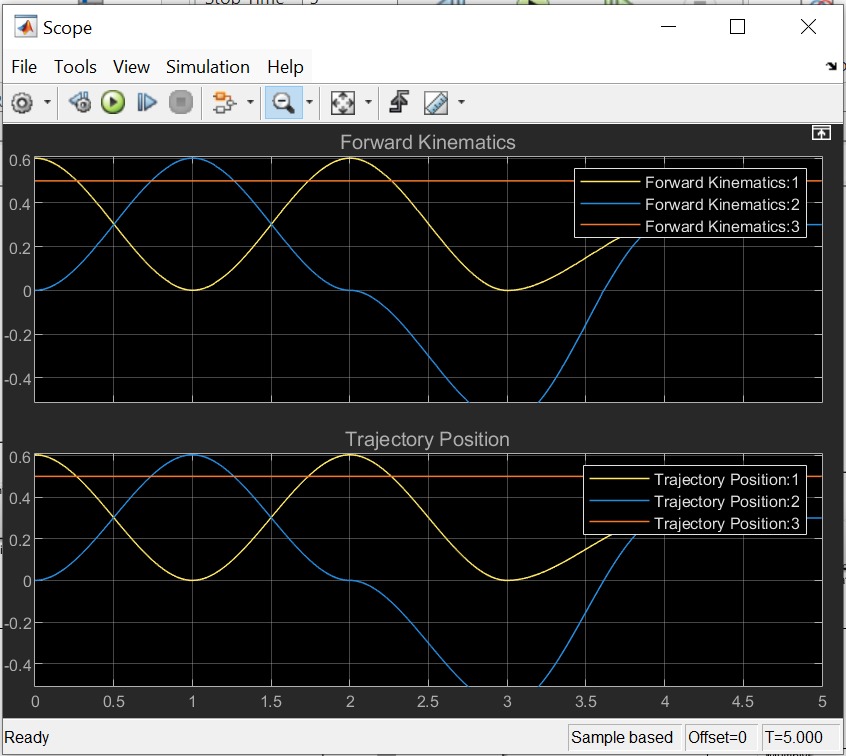 Stop Time
Scope
File Tools View Simulation Help
Forward Kinematics
0.6
0.4
0.2
0
-0.2
-0.4
Forward Kinematics:1
Forward Kinematics:2
Forward Kinematics:3
Trajectory Position
0.6
0.4
0.2
0
-0.2
-0.4
Trajectory Position:1
Trajectory Position:2
Trajectory Position:3
0 0.5 1 1.5 2 2.5 3 3.5 4 4.5 5
Ready Sample based Offset=0 T=5.000